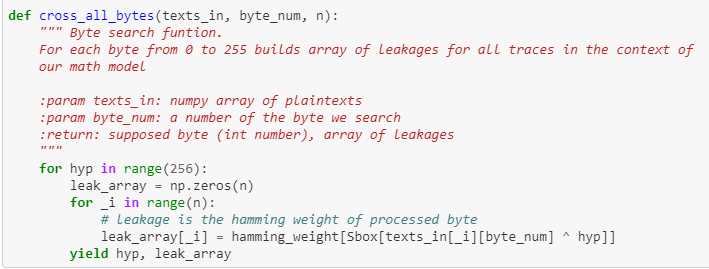 def cross_all_bytes(texts_in, byte_num, n):
    """ Byte search funtion.
    For each byte from 0 to 255 builds array of leakages for all traces in the context of
    our math model

    :param texts_in: numpy array of plaintexts
    :param byte_num: a number of the byte we search
    :return: supposed byte (int number), array of leakages
    """
    for hyp in range(256):
        leak_array = np.zeros(n)
        for _i in range(n):
            # leakage is the hamming weight of processed byte
            leak_array[_i] = hamming_weight[Sbox[texts_in[_i][byte_num] ^ hyp]]
        yield hyp, leak_array